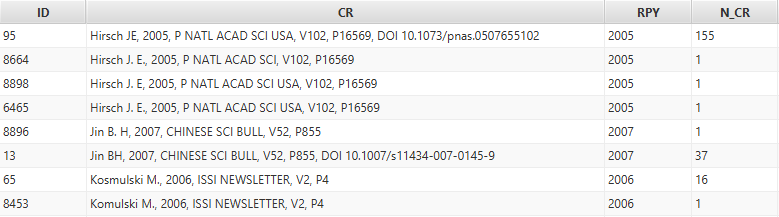 ID CR RPY N_CR
95 Hirsch JE, 2005, P NATL ACAD SCI USA, V102, P16569, DOI 10.1073/pnas.0507655102 2005 155
8664 Hirsch J. E., 2005, P NATL ACAD SCI, V102, P16569 2005 1
8898 Hirsch J. E, 2005, P NATL ACAD SCI USA, V102, P16569 2005 1
6465 Hirsch J. E., 2005, P NATL ACAD SCI USA, V102, P16569 2005 1
8896 Jin B. H, 2007, CHINESE SCI BULL, V52, P855 2007 1
13 Jin BH, 2007, CHINESE SCI BULL, V52, P855, DOI 10.1007/s11434-007-0145-9 2007 37
65 Kosmulski M., 2006, ISSI NEWSLETTER, V2, P4 2006 16
8453 Komulski M., 2006, ISSI NEWSLETTER, V2, P4 2006 1